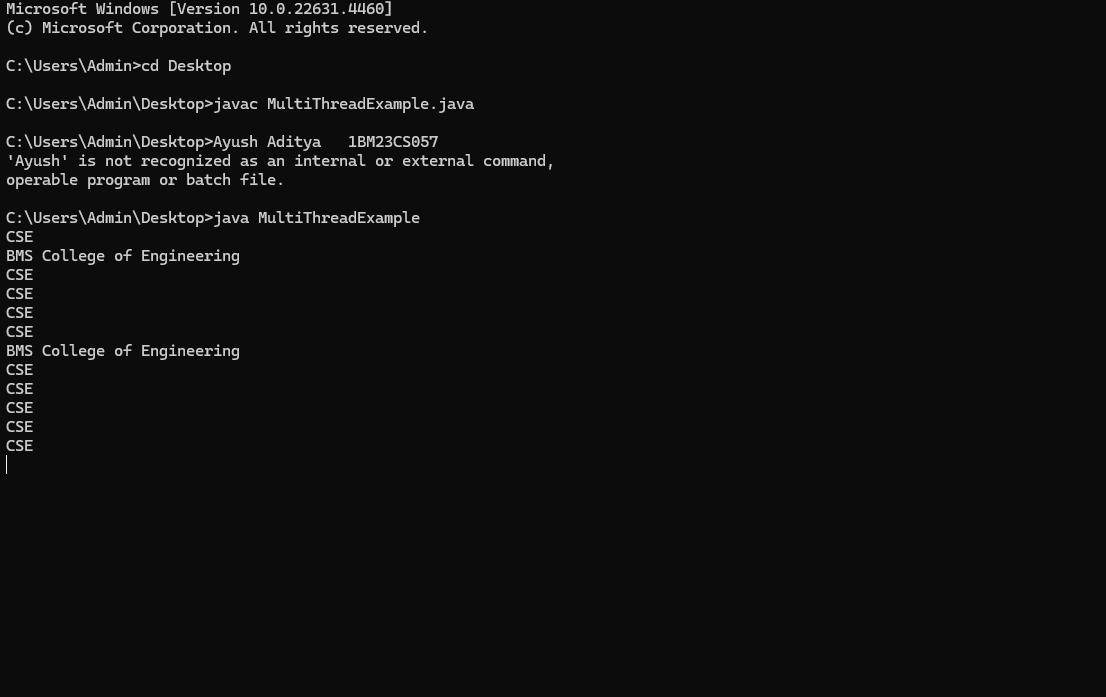 Microsoft Windows [Version 10.0.22631.4460]
(c) Microsoft Corporation. All rights reserved.
C:\Users\Admin>cd Desktop
C:\Users\Admin\Desktop>javac MultiThreadExample.java
C:\Users\Admin\Desktop>Ayush Aditya   1BM23CS057
'Ayush' is not recognized as an internal or external command,
operable program or batch file.
C:\Users\Admin\Desktop>java MultiThreadExample
CSE
BMS College of Engineering
CSE
CSE
CSE
CSE
BMS College of Engineering
CSE
CSE
CSE
CSE
CSE